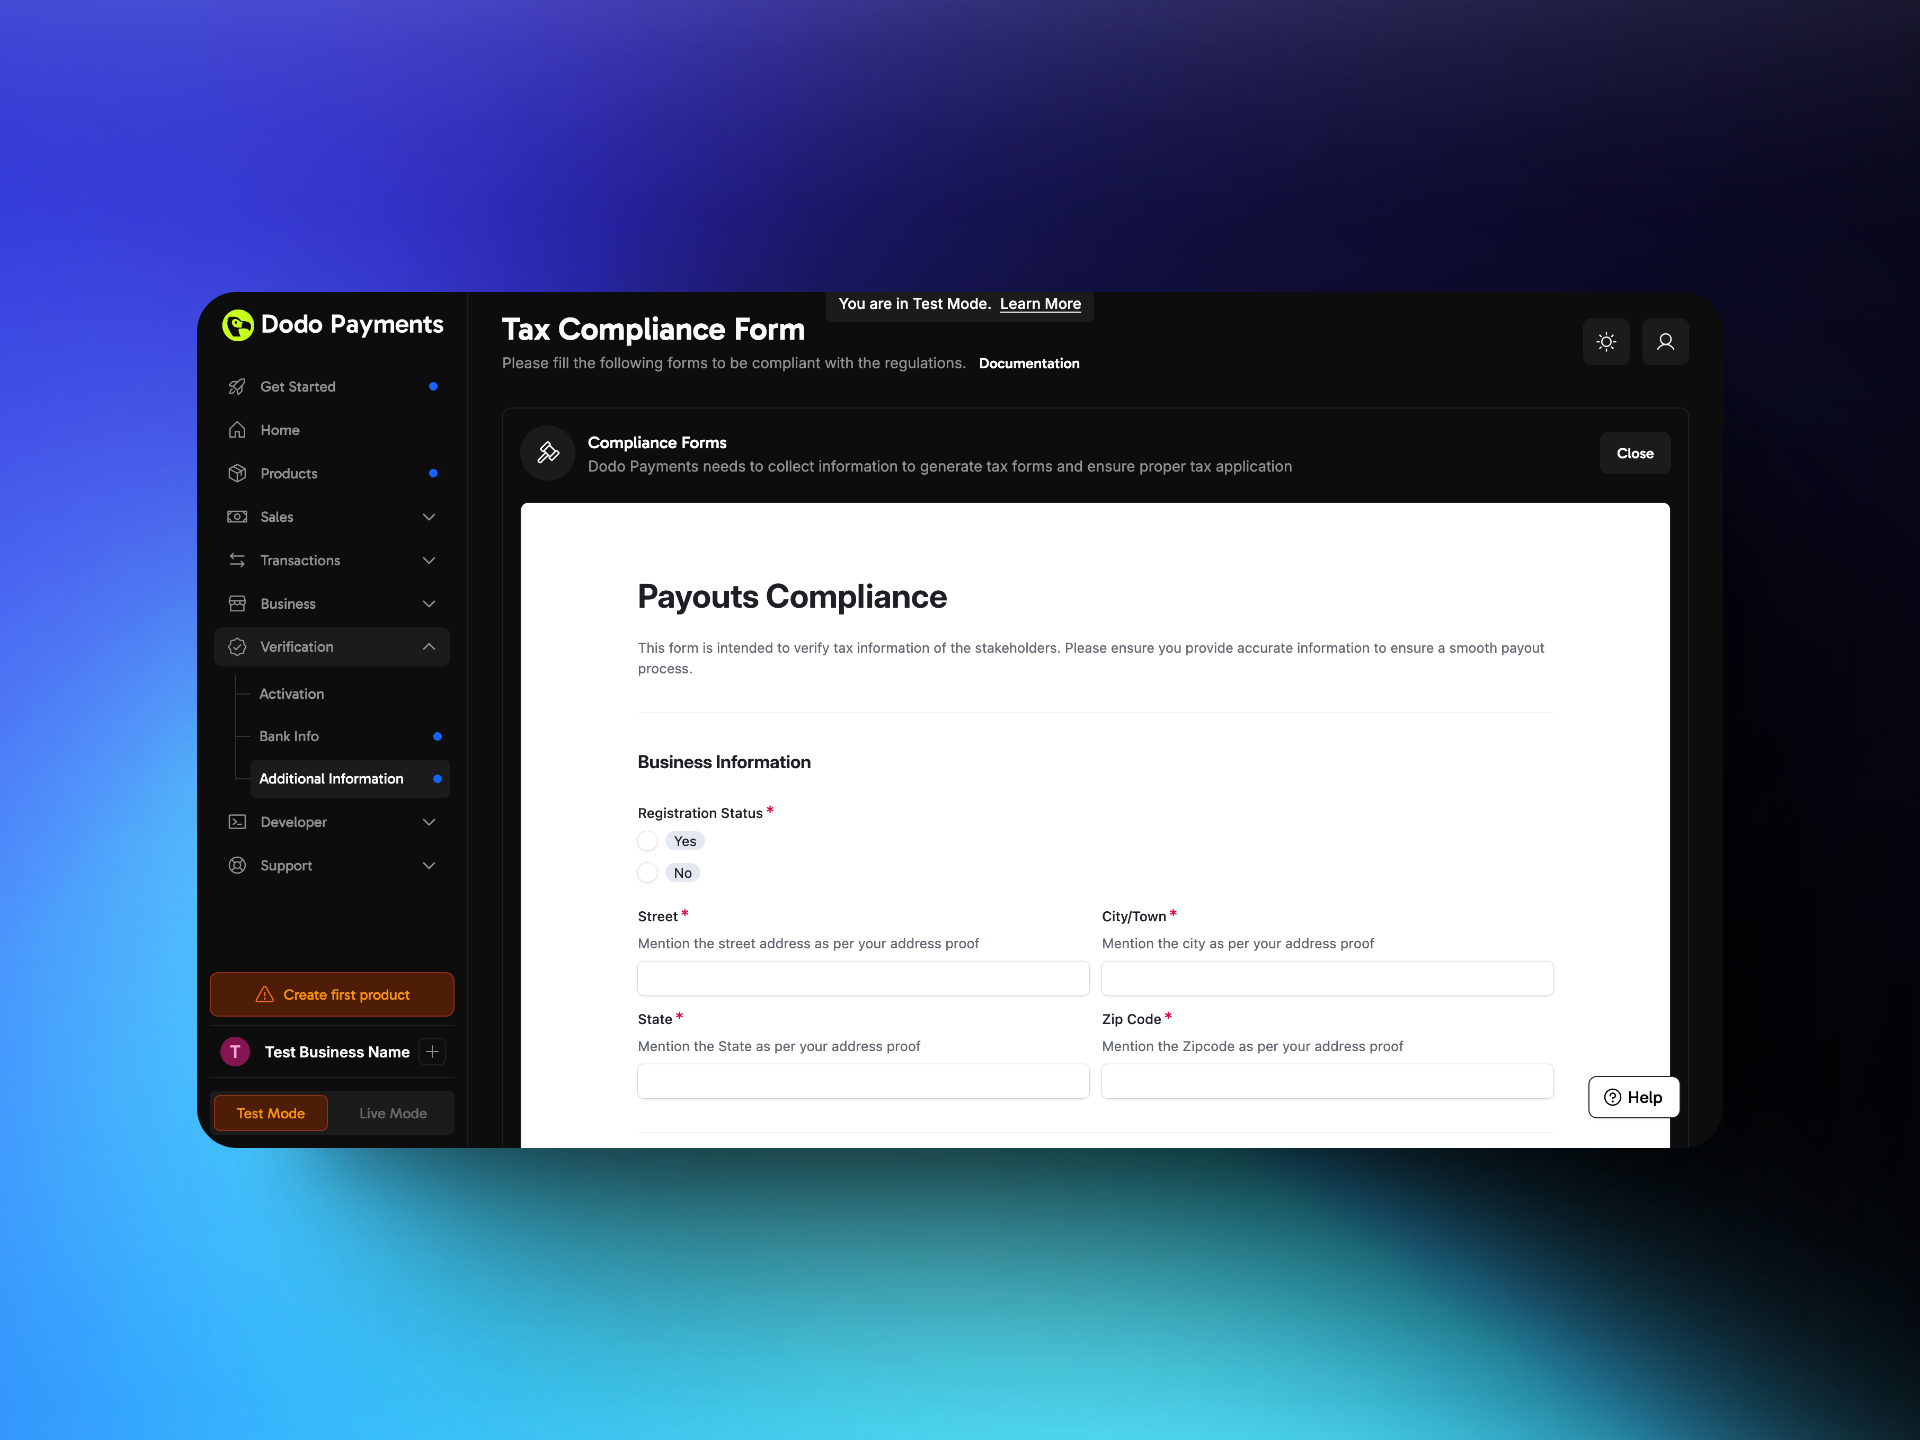 Dodo Payments
Get Started
Home
Products
Sales
Transactions
Business
Verification
Activation
Bank Info
Additional Information
Developer
Support
Create first product
T
Test Business Name
Test Mode
Live Mode
You are in Test Mode. Learn More
Tax Compliance Form
Please fill the following forms to be compliant with the regulations. Documentation
Compliance Forms
Dodo Payments needs to collect information to generate tax forms and ensure proper tax application
Close
Payouts Compliance
This form is intended to verify tax information of the stakeholders. Please ensure you provide accurate information to ensure a smooth payout
process.
Business Information
Registration Status *
Yes
No
Street *
Mention the street address as per your address proof
City/Town *
Mention the city as per your address proof
State *
Mention the State as per your address proof
Zip Code *
Mention the Zipcode as per your address proof
Help